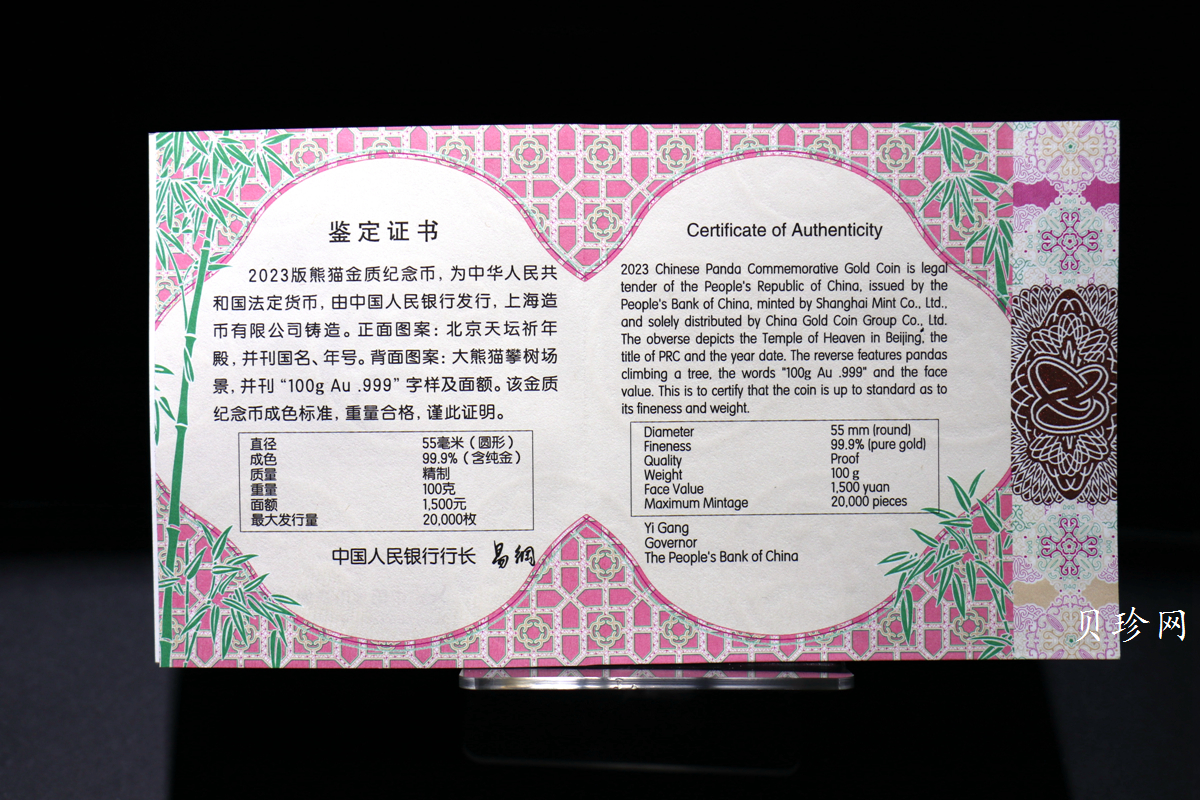 鉴定证书
2023版熊猫金质纪念币，为中华人民共
和国法定货币，由中国人民银行发行，上海造
币有限公司铸造。正面图案：北京天坛祈年
殿，并刊国名、年号。背面图案：大熊猫攀树场
景，并刊“100g Au .999”字样及面额。该金质
纪念币成色标准，重量合格，谨此证明。
直径 55毫米（圆形）
成色 99.9%（含纯金）
质量 精制
重量 100克
面额 1,500元
最大发行量 20,000枚
中国人民银行行长 易纲
Certificate of Authenticity
2023 Chinese Panda Commemorative Gold Coin is legal
tender of the People's Republic of China, issued by the
People's Bank of China, minted by Shanghai Mint Co., Ltd.,
and solely distributed by China Gold Coin Group Co., Ltd.
The obverse depicts the Temple of Heaven in Beijing, the
title of PRC and the year date. The reverse features pandas
climbing a tree, the words "100g Au .999" and the face
value. This is to certify that the coin is up to standard as to
its fineness and weight.
Diameter 55 mm (round)
Fineness 99.9% (pure gold)
Quality Proof
Weight 100 g
Face Value 1,500 yuan
Maximum Mintage 20,000 pieces
Yi Gang
Governor
The People's Bank of China
贝珍网